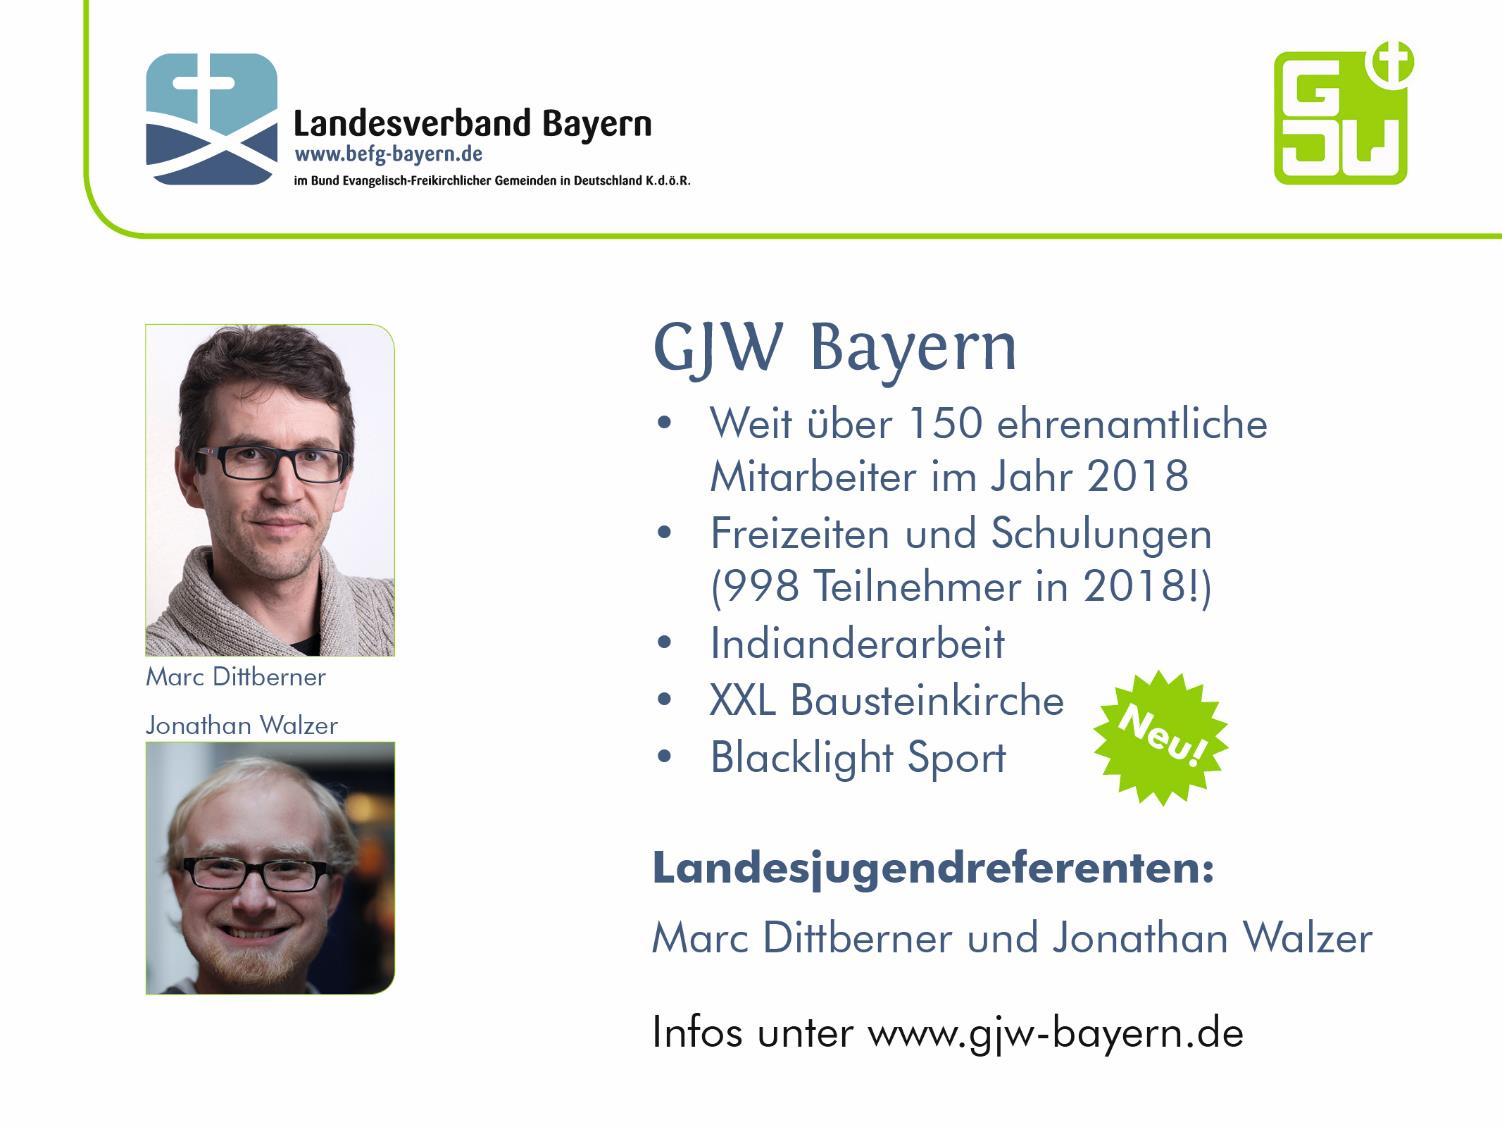 Landesverband Bayern
www.befg-bayern.de
im Bund Evangelisch-Freikirchlicher Gemeinden in Deutschland K.d.ö.R.
GJW
Marc Dittberner
Jonathan Walzer
GJW Bayern
• Weit über 150 ehrenamtliche
Mitarbeiter im Jahr 2018
• Freizeiten und Schulungen
(998 Teilnehmer in 2018!)
• Indianderarbeit
• XXL Bausteinkirche
• Blacklight Sport
Neu!
Landesjugendreferenten:
Marc Dittberner und Jonathan Walzer
Infos unter www.gjw-bayern.de